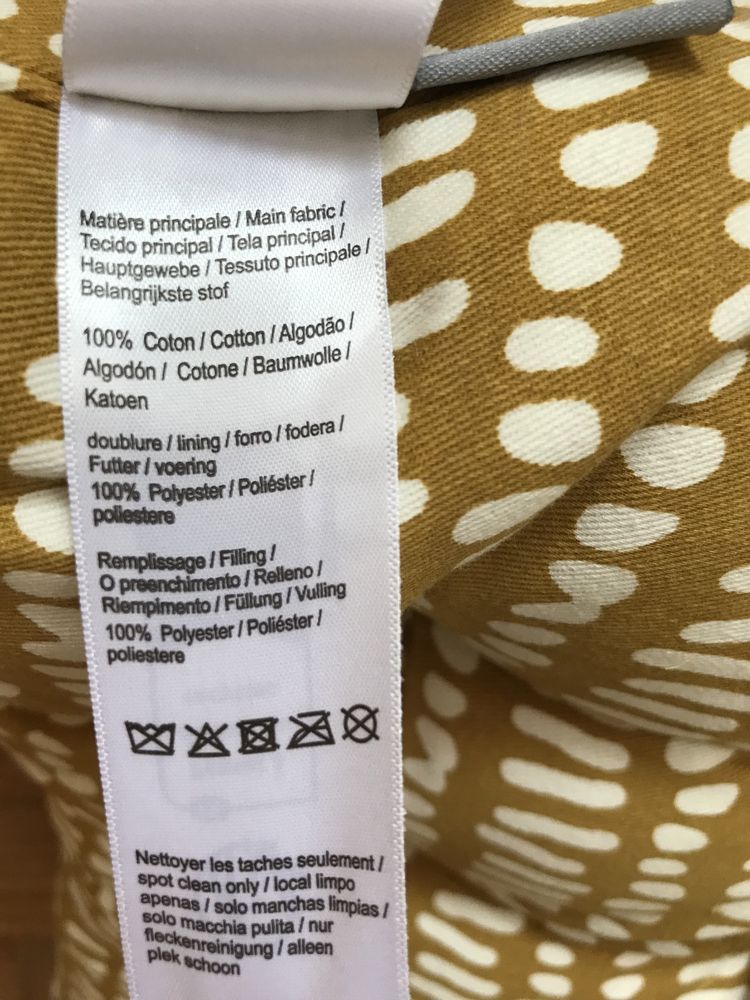 Matière principale / Main fabric /
Tecido principal / Tela principal /
Hauptgewebe / Tessuto principale /
Belangrijkste stof
100% Coton / Cotton / Algodão /
Algodón / Cotone / Baumwolle /
Katoen
doublure / lining / forro / fodera /
Futter / voering
100% Polyester / Poliéster /
poliestere
Remplissage / Filling /
O preenchimento / Relleno /
Riempimento / Füllung / Vulling
100% Polyester / Poliéster /
poliestere
Nettoyer les taches seulement /
spot clean only / local limpo
apenas / solo manchas limpias /
solo macchia pulita / nur
fleckenreinigung / alleen
plek schoon